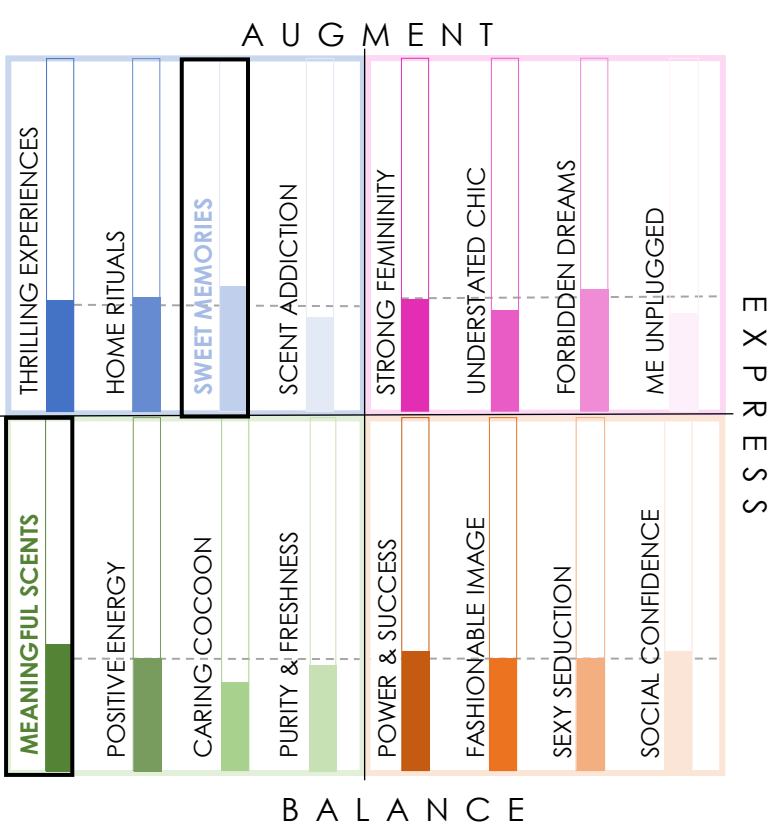 AUGMENT
THRILLING EXPERIENCES
HOME RITUALS
SWEET MEMORIES
SCENT ADDICTION
STRONG FEMININITY
UNDERSTATED CHIC
FORBIDDEN DREAMS
ME UNPLUGGED
EXPRESS
MEANINGFUL SCENTS
POSITIVE ENERGY
CARING COCOON
PURITY & FRESHNESS
POWER & SUCCESS
FASHIONABLE IMAGE
SEXY SEDUCTION
SOCIAL CONFIDENCE
BALANCE